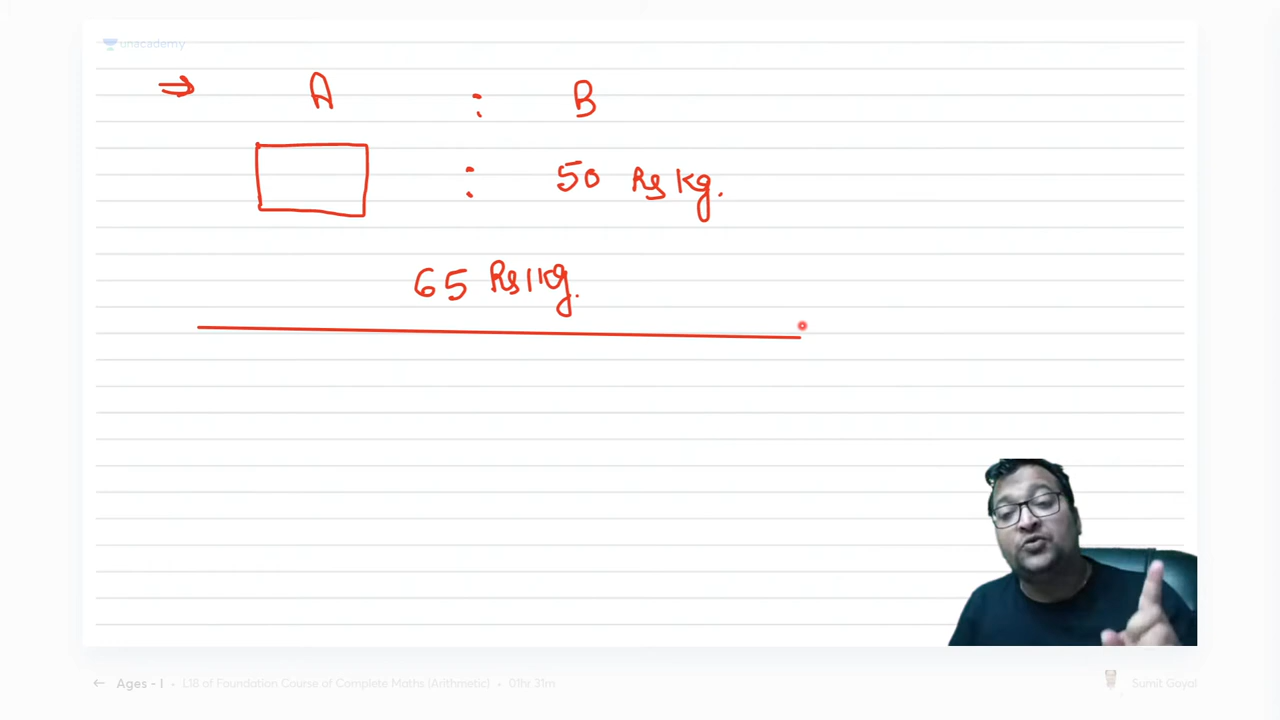 unacademy
⇒ A : B
: 50 Rs kg.
65 Rs/kg.
← Ages - I • L18 of Foundation Course of Complete Maths (Arithmetic) • 01hr 31m
Sumit Goyal